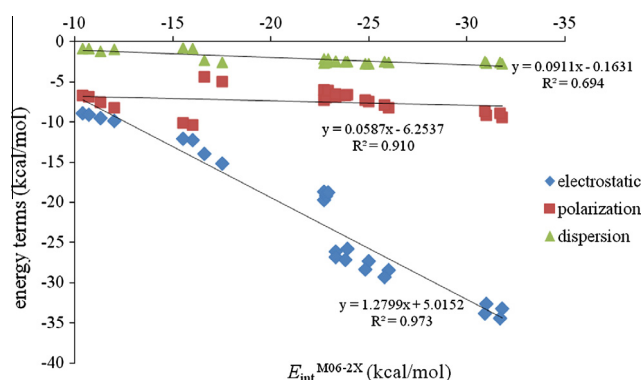 -10 -15 -20 -25 -30 -35
0
-5
-10
-15
-20
-25
-30
-35
-40
energy terms (kcal/mol)
y = 0.0911x - 0.1631
R² = 0.694
y = 0.0587x - 6.2537
R² = 0.910
y = 1.2799x + 5.0152
R² = 0.973
electrostatic
polarization
dispersion
Eint M06-2X (kcal/mol)